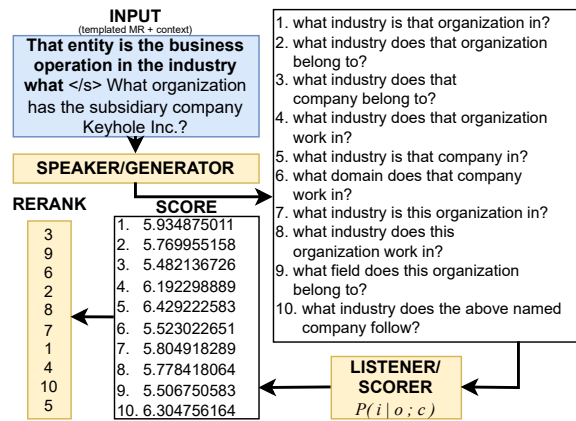 INPUT
(templated MR + context)
That entity is the business
operation in the industry
what </s> What organization
has the subsidiary company
Keyhole Inc.?
SPEAKER/GENERATOR
1. what industry is that organization in?
2. what industry does that organization
belong to?
3. what industry does that
company belong to?
4. what industry does that organization
work in?
5. what industry is that company in?
6. what domain does that company
work in?
7. what industry is this organization in?
8. what industry does this
organization work in?
9. what field does this organization
belong to?
10. what industry does the above named
company follow?
LISTENER/
SCORER
P( i | o ; c )
SCORE
1. 5.934875011
2. 5.769955158
3. 5.482136726
4. 6.192298889
5. 6.429222583
6. 5.523022651
7. 5.804918289
8. 5.778418064
9. 5.506750583
10. 6.304756164
RERANK
3
9
6
2
8
7
1
4
10
5